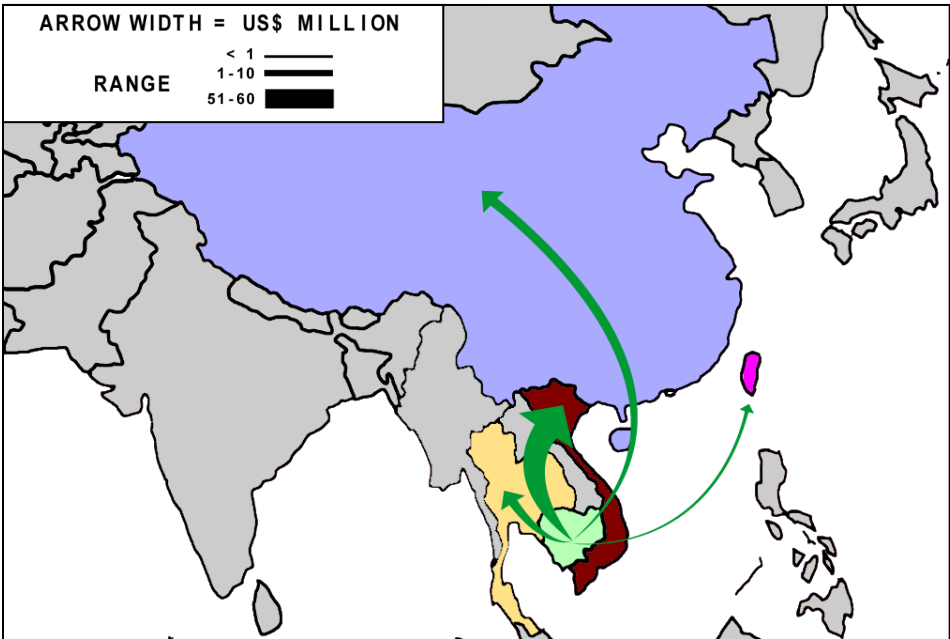 ARROW WIDTH = US$ MILLION
RANGE
< 1
1-10
51-60